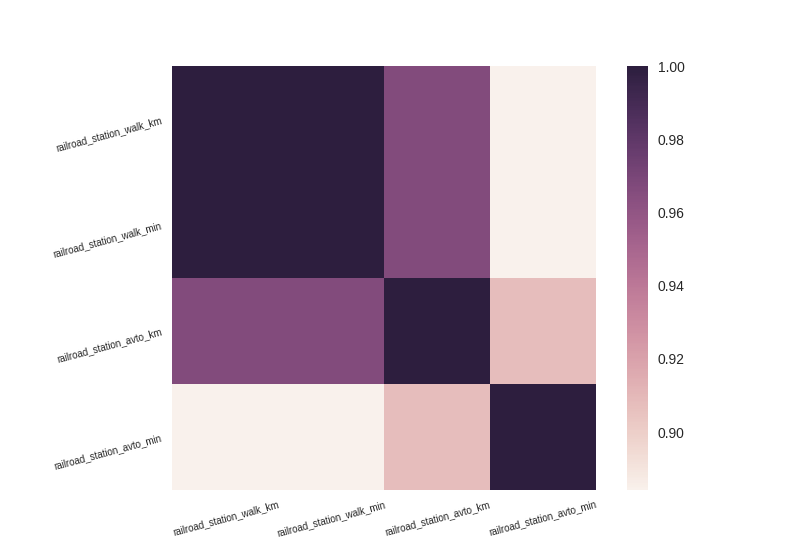 1.00
0.98
0.96
0.94
0.92
0.90
railroad_station_walk_km
railroad_station_walk_min
railroad_station_avto_km
railroad_station_avto_min
railroad_station_walk_km
railroad_station_walk_min
railroad_station_avto_km
railroad_station_avto_min